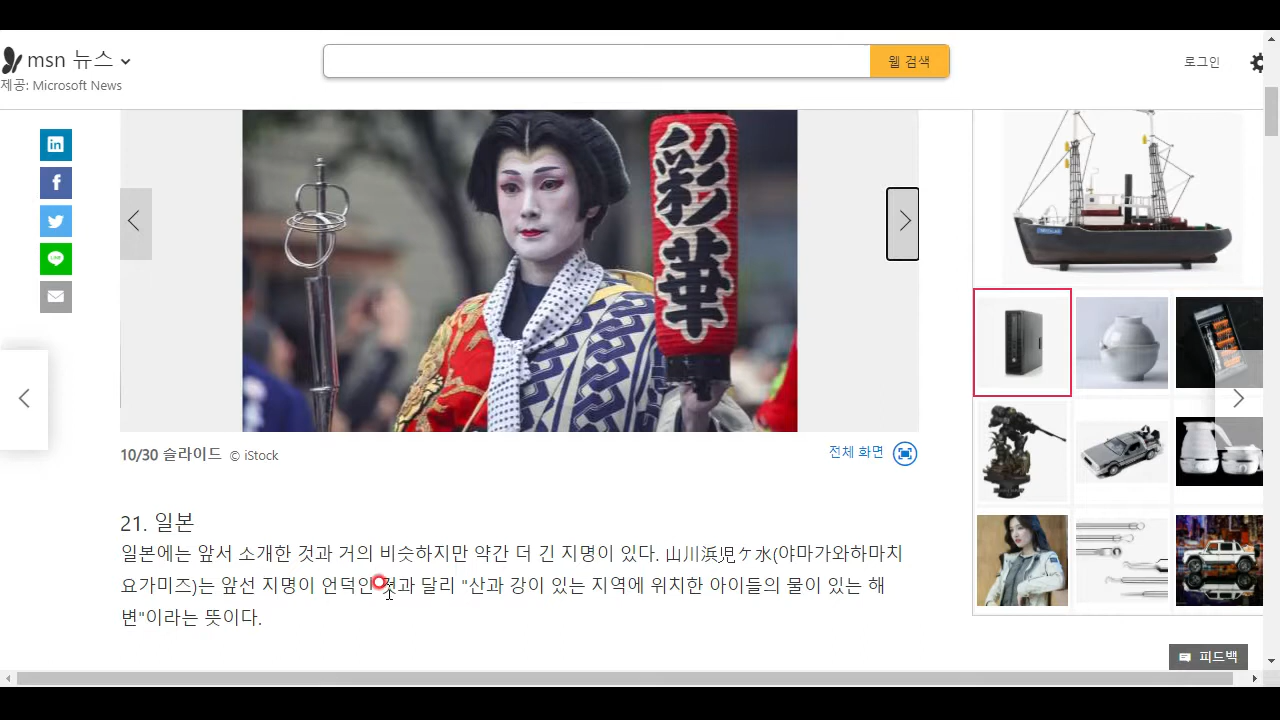 msn 뉴스
제공: Microsoft News
웹 검색
로그인
彩華
10/30 슬라이드 © iStock
전체 화면
21. 일본
일본에는 앞서 소개한 것과 거의 비슷하지만 약간 더 긴 지명이 있다. 山川浜児ケ水(야마가와하마치
요가미즈)는 앞선 지명이 언덕인 것과 달리 "산과 강이 있는 지역에 위치한 아이들의 물이 있는 해
변"이라는 뜻이다.
피드백